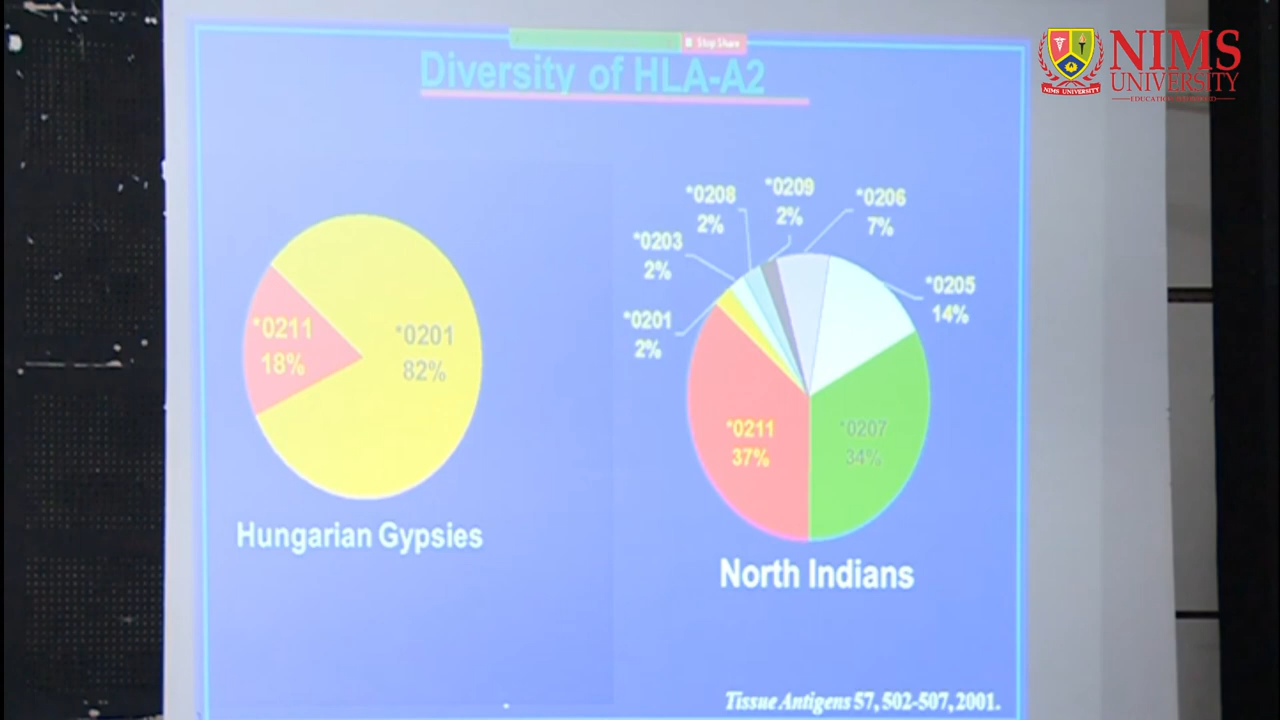 Stop Share
Diversity of HLA-A2
NIMS
UNIVERSITY
NIMS UNIVERSITY
*0211
18%
*0201
82%
Hungarian Gypsies
*0208
2%
*0209
2%
*0206
7%
*0203
2%
*0205
14%
*0201
2%
*0211
37%
*0207
34%
North Indians
Tissue Antigens 57, 502-507, 2001.